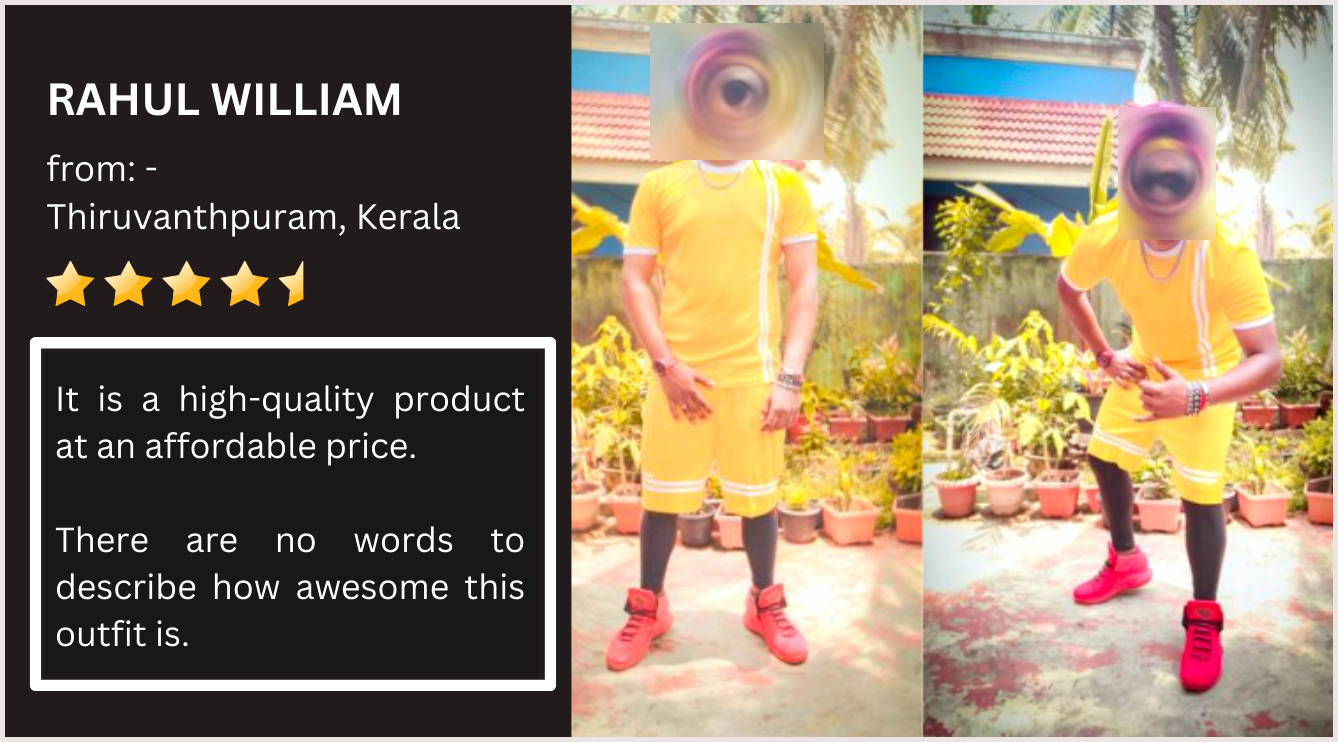 RAHUL WILLIAM
from: -
Thiruvanthpuram, Kerala
It is a high-quality product
at an affordable price.
There are no words to
describe how awesome this
outfit is.